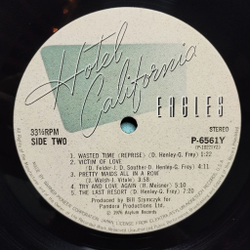 Hotel
California
EAGLES
33⅓RPM
SIDE TWO
STEREO
P-6561Y
1. WASTED TIME (REPRISE) (D. Henley-G. Frey) 1:22
2. VICTIM OF LOVE
(D. Felder-J. D. Souther-D. Henley-G. Frey) 4:11
3. PRETTY MAIDS ALL IN A ROW
(J. Walsh-J. Vitale)
4. TRY AND LOVE AGAIN (R. Meisner) 5:10
5. THE LAST RESORT (D. Henley-G. Frey) 7:25
Produced by Bill Szymczyk for
Pandora Productions Ltd.
℗ 1976 Asylum Records